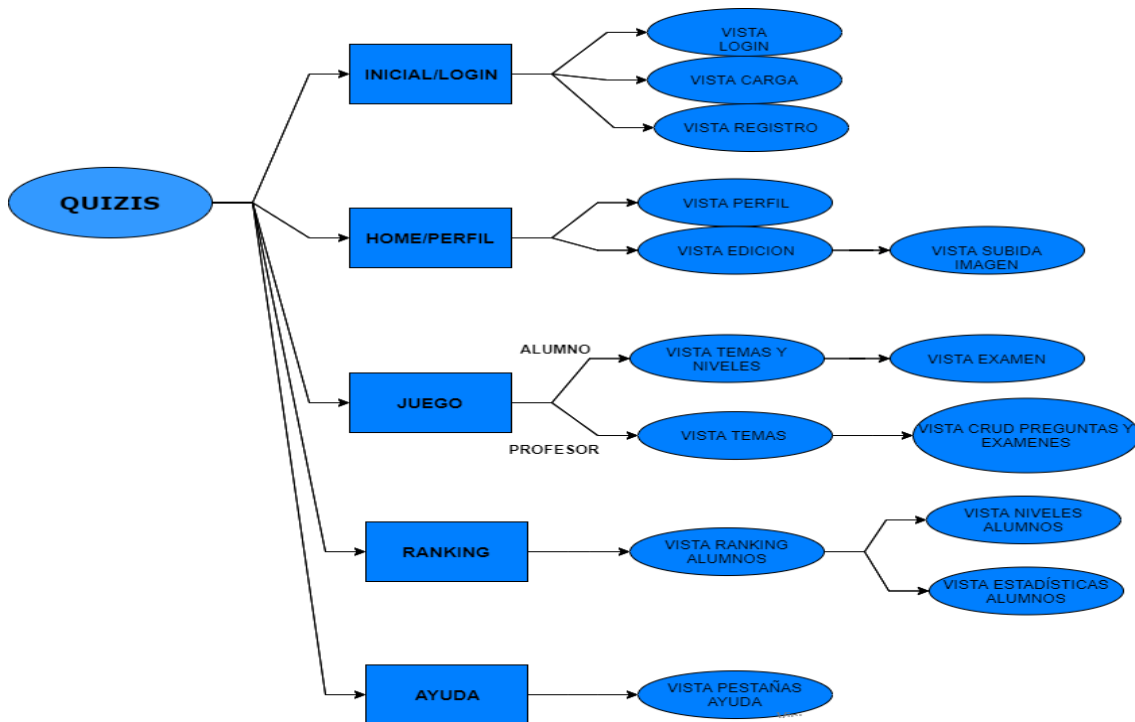 QUIZIS
INICIAL/LOGIN
VISTA
LOGIN
VISTA CARGA
VISTA REGISTRO
HOME/PERFIL
VISTA PERFIL
VISTA EDICION
VISTA SUBIDA
IMAGEN
JUEGO
ALUMNO
VISTA TEMAS Y
NIVELES
VISTA EXAMEN
PROFESOR
VISTA TEMAS
VISTA CRUD PREGUNTAS Y
EXAMENES
RANKING
VISTA RANKING
ALUMNOS
VISTA NIVELES
ALUMNOS
VISTA ESTADÍSTICAS
ALUMNOS
AYUDA
VISTA PESTAÑAS
AYUDA